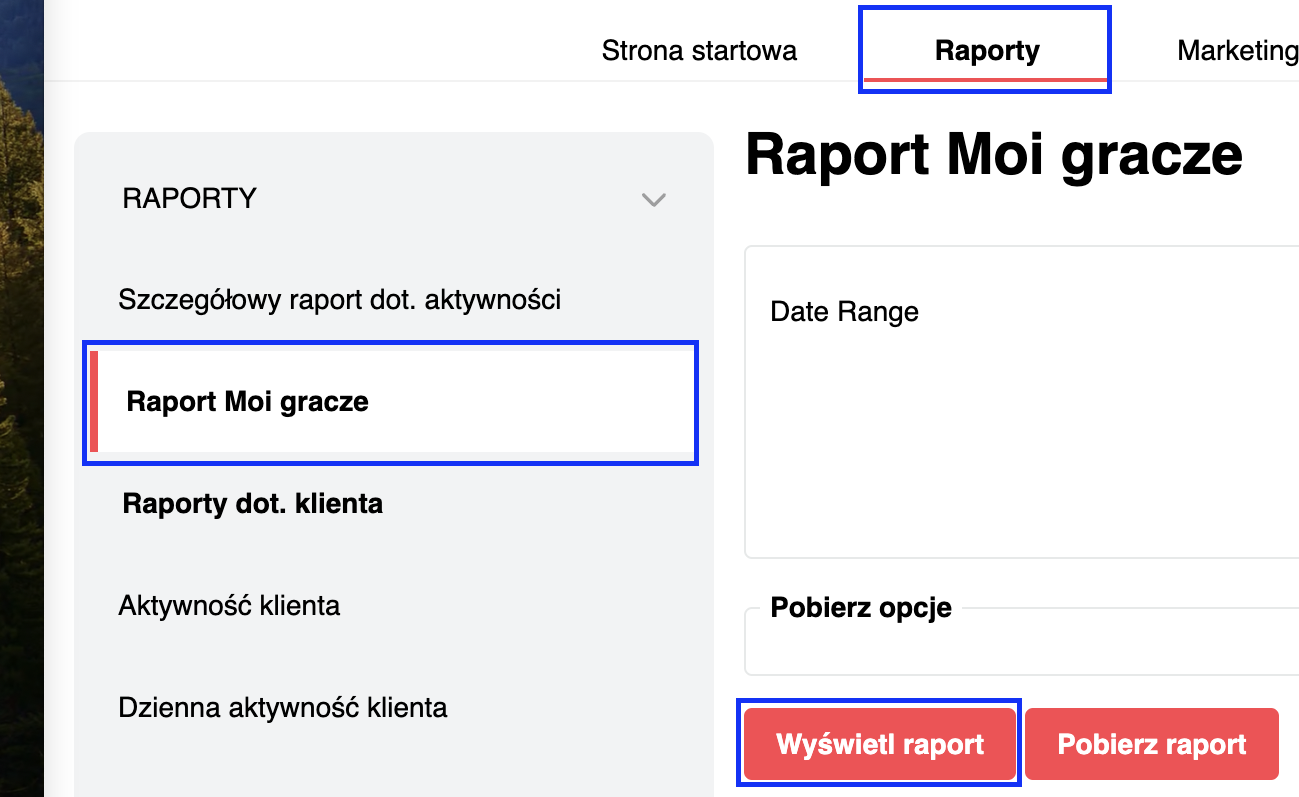 Strona startowa Raporty Marketing
RAPORTY
Szczegółowy raport dot. aktywności
Raport Moi gracze
Raporty dot. klienta
Aktywność klienta
Dzienna aktywność klienta
Raport Moi gracze
Date Range
Pobierz opcje
Wyświetl raport Pobierz raport